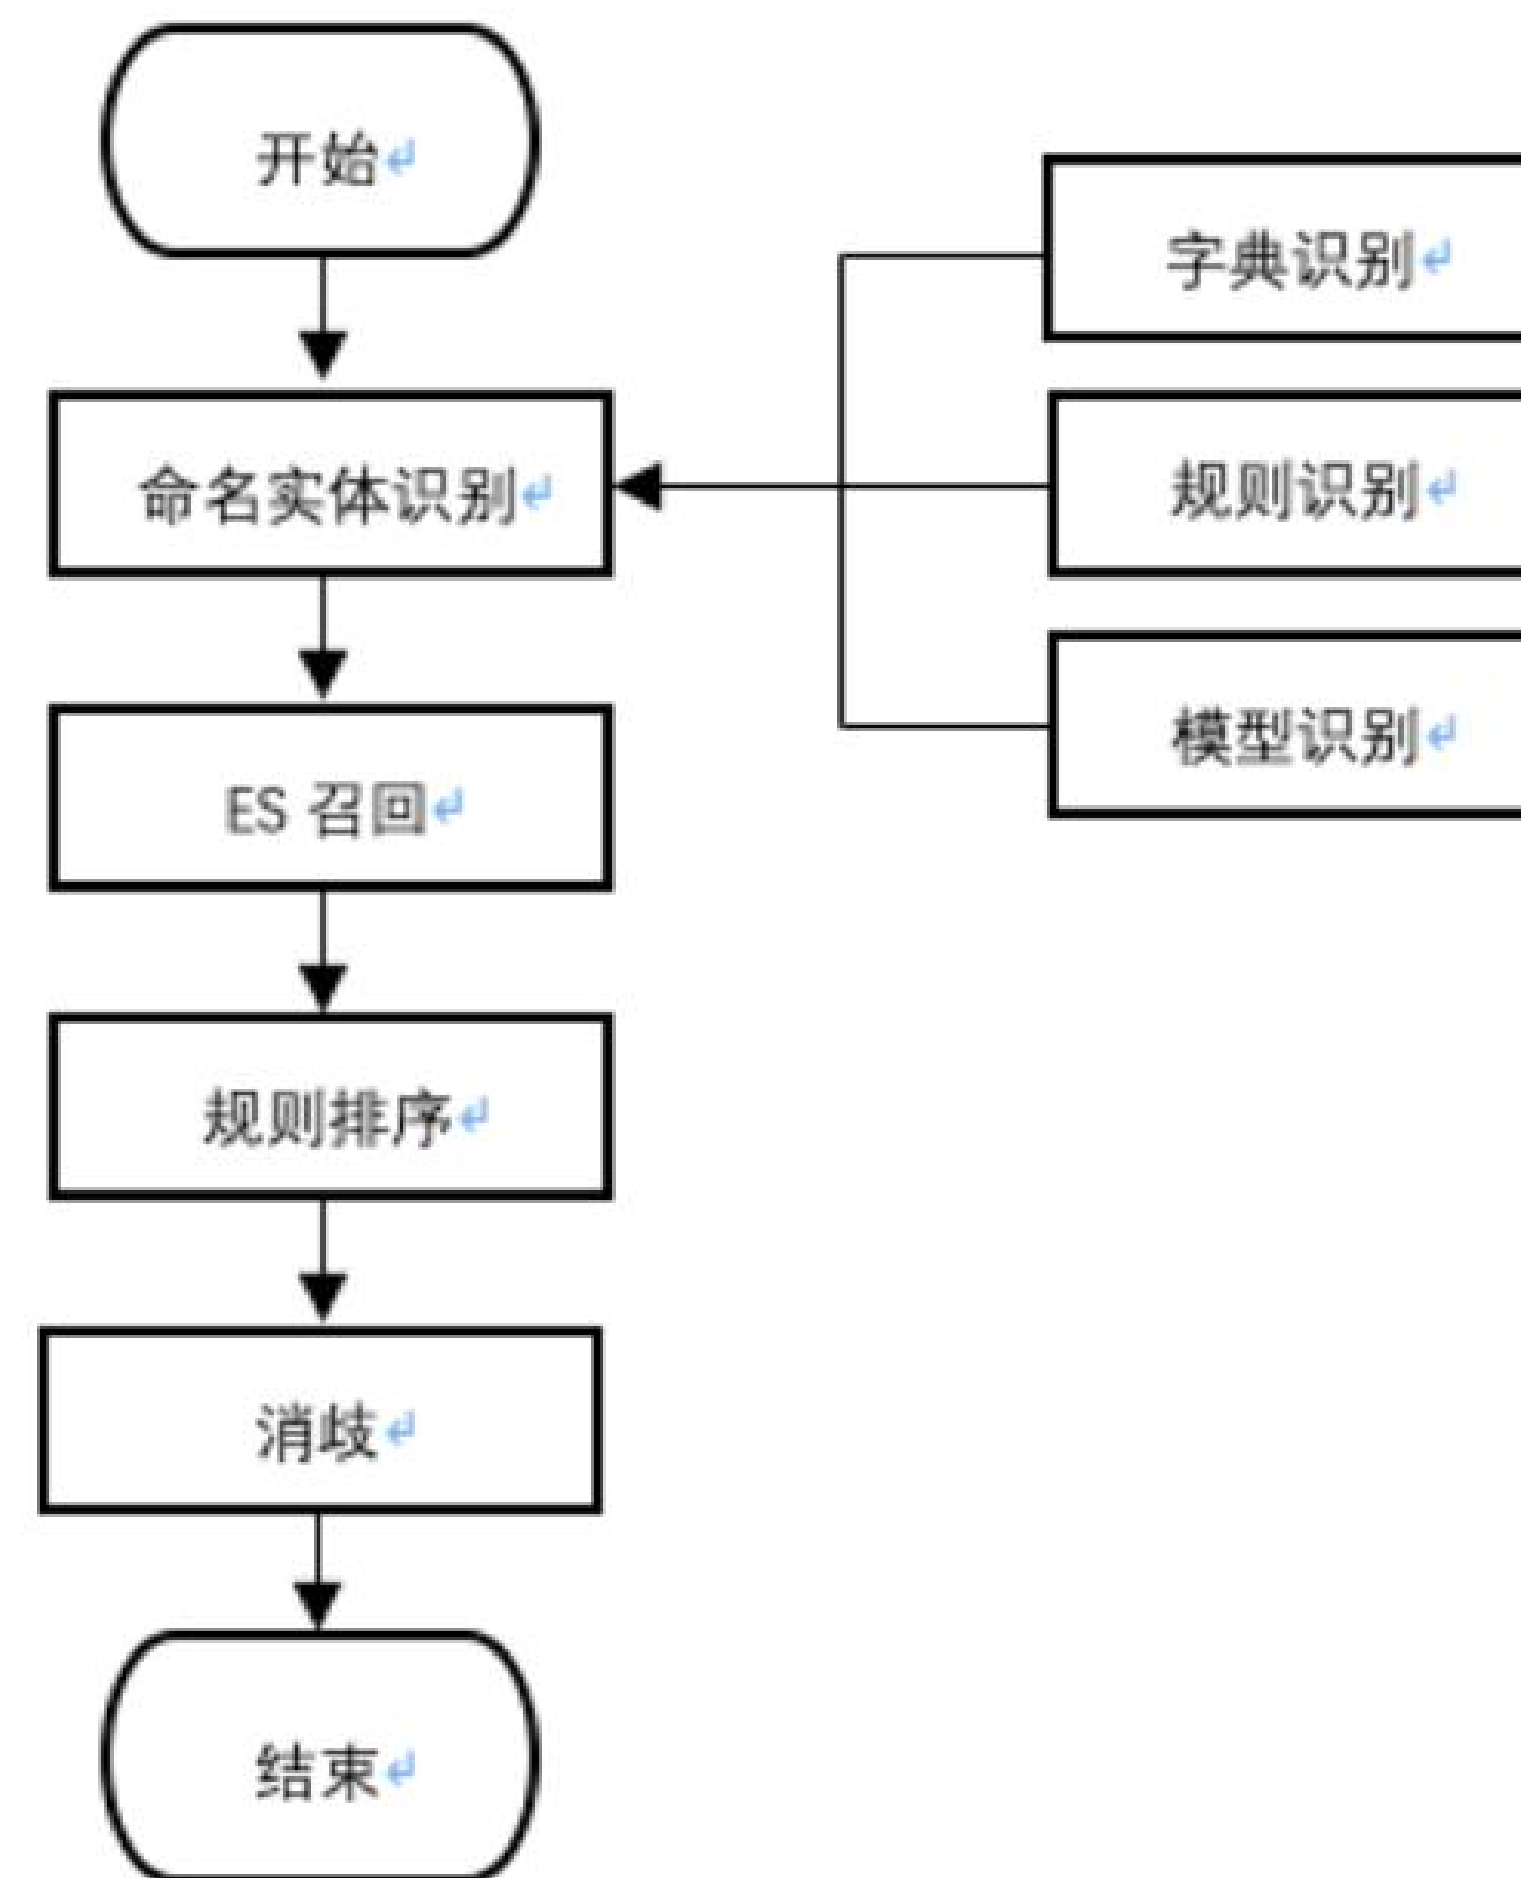 开始
字典识别
命名实体识别
规则识别
模型识别
ES 召回
规则排序
消歧
结束